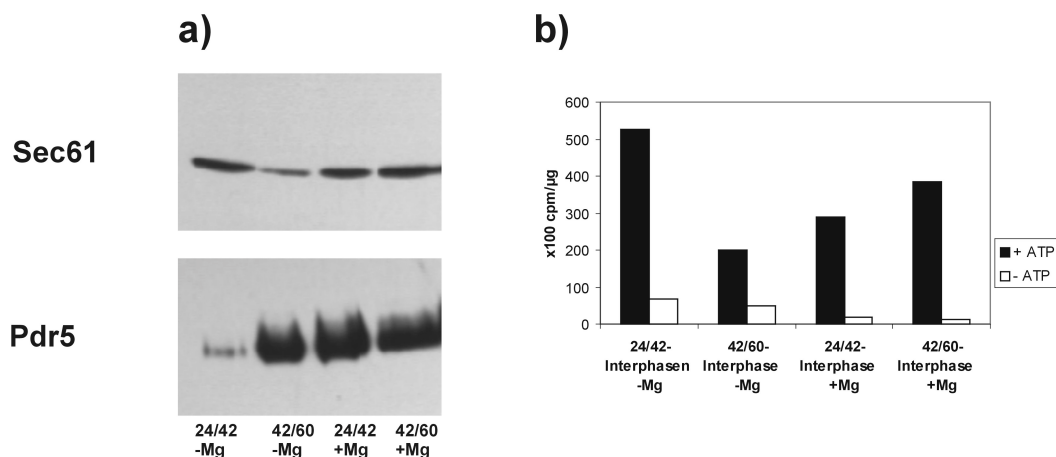 a)
Sec61
Pdr5
24/42 42/60 24/42 42/60
-Mg -Mg +Mg +Mg
b)
600
500
400
300
200
100
0
x100 cpm/µg
24/42- 42/60- 24/42- 42/60-
Interphasen Interphase Interphase Interphase
-Mg -Mg +Mg +Mg
+ ATP
- ATP